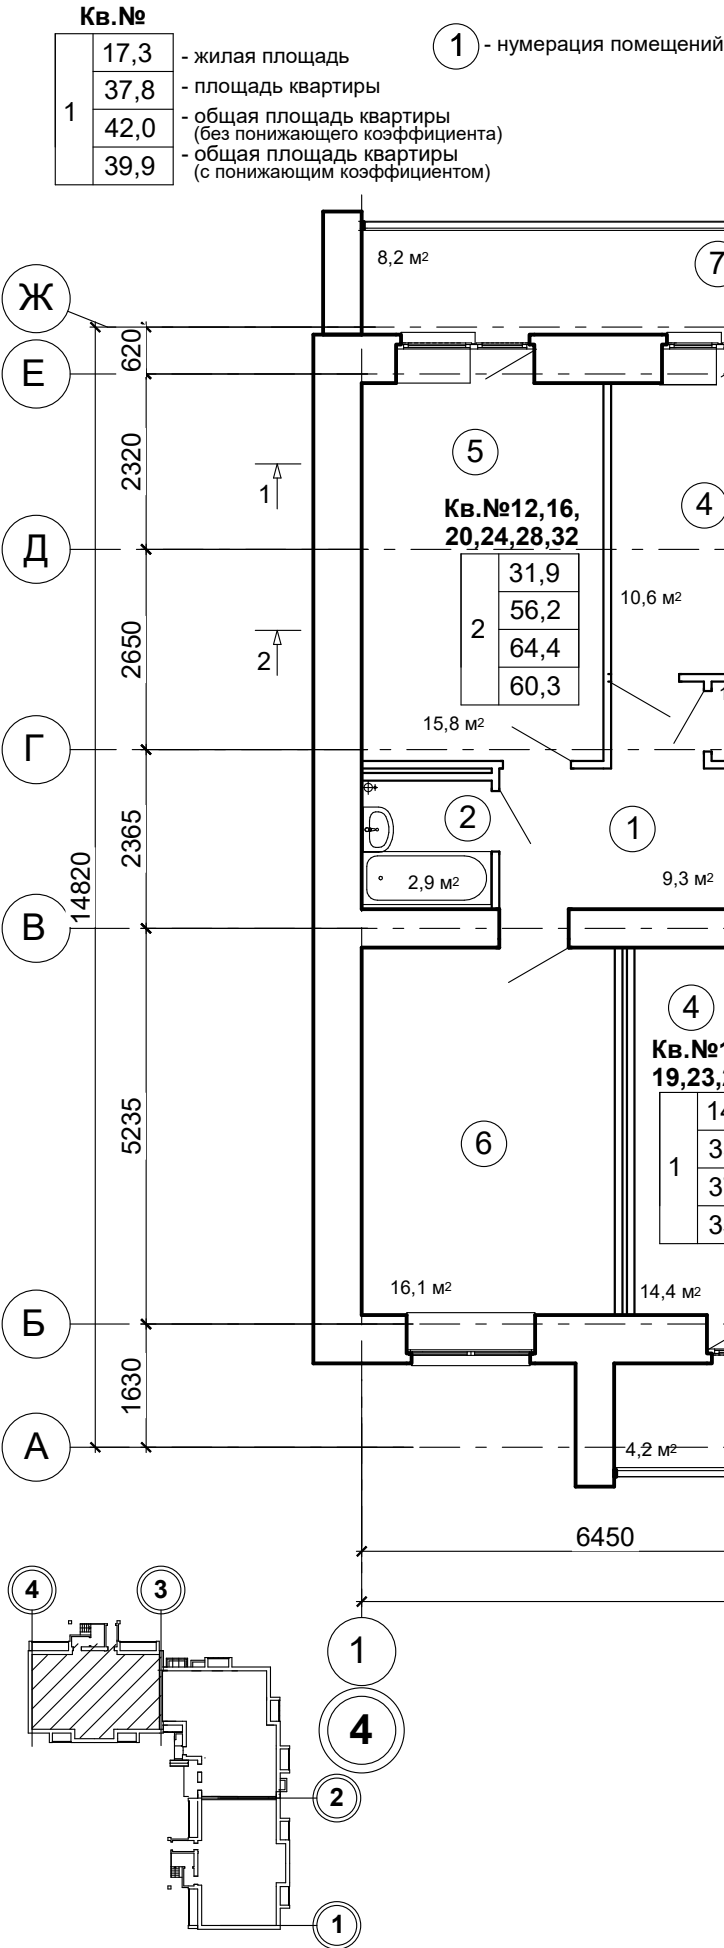 Кв.№
1
17,3 - жилая площадь
37,8 - площадь квартиры
42,0 - общая площадь квартиры
(без понижающего коэффициента)
39,9 - общая площадь квартиры
(с понижающим коэффициентом)
1 - нумерация помещений
8,2 м²
7
Ж
620
Е
2320
5
4
1
Кв.№12,16,
20,24,28,32
Д
2
31,9
56,2
64,4
60,3
10,6 м²
2650
2
15,8 м²
Г
2365
2
1
14820
2,9 м²
9,3 м²
В
4
Кв.№1
19,23,
1
14
3
3
3
5235
6
16,1 м²
14,4 м²
Б
1630
А
4,2 м²
6450
4
3
1
4
2
1